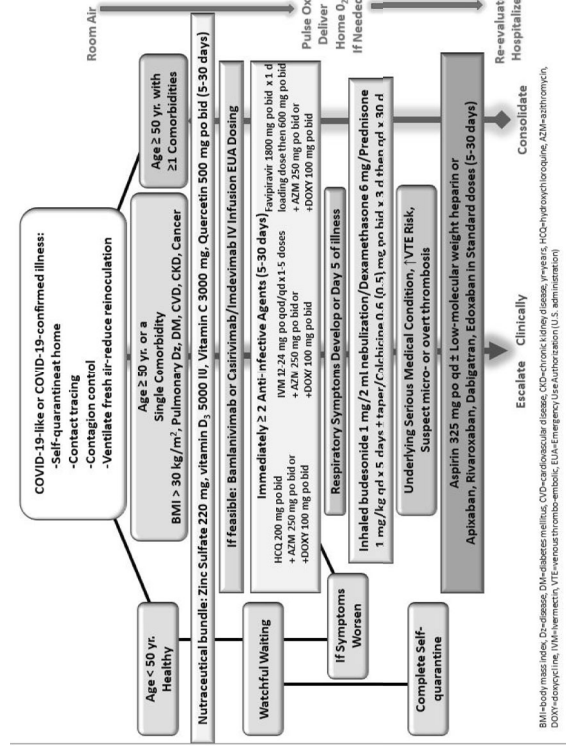 COVID-19-like or COVID-19-confirmed illness:
-Self-quarantineat home
-Contact tracing
-Contagion control
-Ventilate fresh air-reduce reinoculation
Age < 50 yr.
Healthy
Age ≥ 50 yr. or a
Single Comorbidity
BMI > 30 kg/m², Pulmonary Dz, DM, CVD, CKD, Cancer
Age ≥ 50 yr. with
≥1 Comorbidities
Nutraceutical bundle: Zinc Sulfate 220 mg, vitamin D₃ 5000 IU, Vitamin C 3000 mg, Quercetin 500 mg po bid (5-30 days)
If feasible: Bamlanivimab or Casirivimab/Imdevimab IV Infusion EUA Dosing
Watchful Waiting
Immediately ≥ 2 Anti-Infective Agents (5-30 days)
HCQ 200 mg po bid
+ AZM 250 mg po bid or
+DOXY 100 mg po bid
IVM 12-24 mg po qod/qd x1-5 doses
+ AZN 250 mg po bid or
+DOXY 100 mg po bid
Favipiravir 1800 mg po bid x 1 d
loading dose then 600 mg po bid
+ AZM 250 mg po bid or
+DOXY 100 mg po bid
If Symptoms
Worsen
Respiratory Symptoms Develop or Day 5 of illness
Inhaled budesonide 1 mg/2 ml nebulization/Dexamethasone 6 mg/Prednisone
1 mg/kg qd x 5 days ± taper/Colchicine 0.6 (0.5) mg po bid x 3 d then qd x 30 d
Complete Self-
quarantine
Underlying Serious Medical Condition, ↑VTE Risk,
Suspect micro- or overt thrombosis
Aspirin 325 mg po qd ± Low-molecular weight heparin or
Apixaban, Rivaroxaban, Dabigatran, Edoxaban in Standard doses (5-30 days)
Escalate Clinically Consolidate
Room Air
Pulse Ox
Deliver
Home 0₂
If Needed
Re-evaluate
Hospitalize
BMI=body mass index, Dz=disease, DM=diabetes mellitus, CVD=cardiovascular disease, CKD=chronic kidney disease, yr=years, HCQ=hydroxychloroquine, AZM=azithromycin,
DOXY=doxycycline, IVM=Ivermectin, VTE=venous thrombo-embolic, EUA=Emergency Use Authorization (U.S. administration)